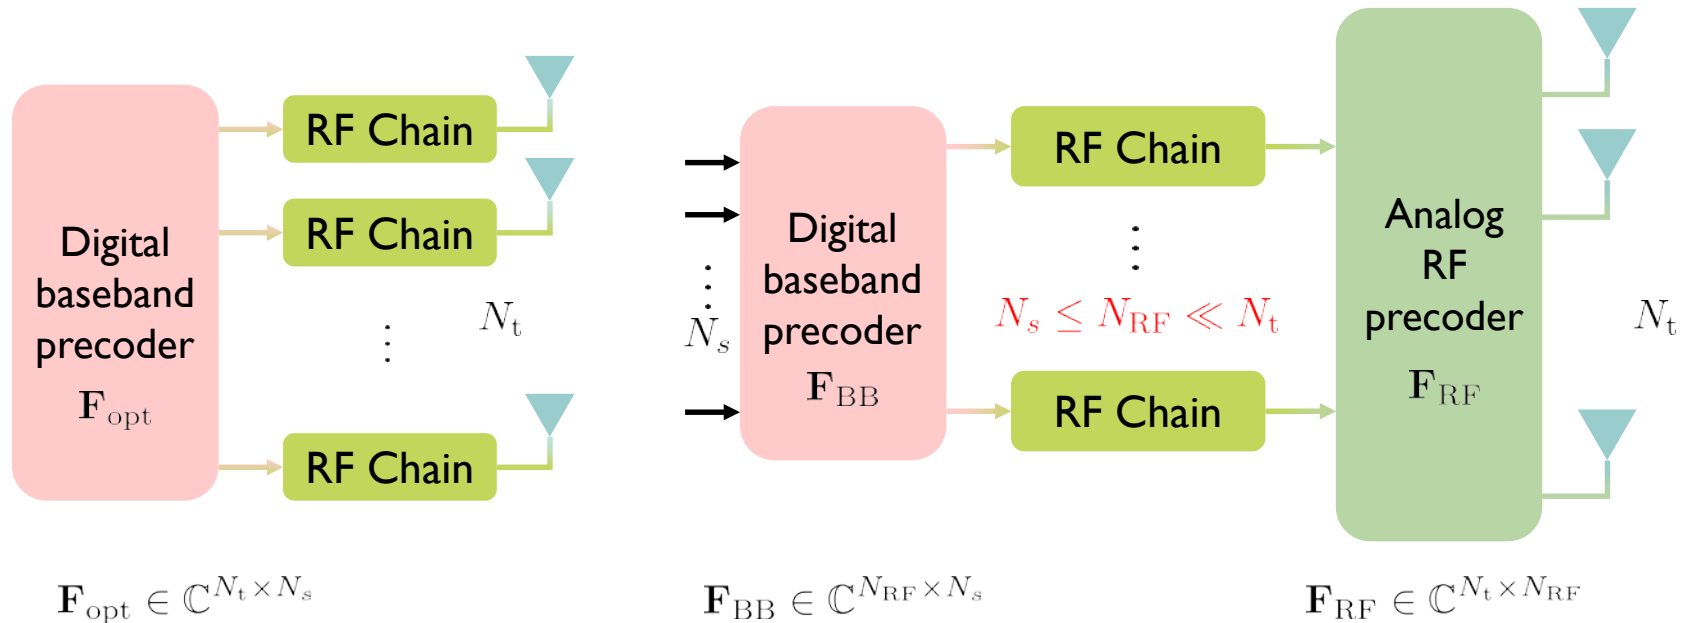 Digital
baseband
precoder
𝐅_opt
RF Chain
RF Chain
⋮
RF Chain
N_t
𝐅_opt ∈ ℂ^{N_t × N_s}
⋮
N_s
Digital
baseband
precoder
𝐅_BB
RF Chain
⋮
N_s ≤ N_RF ≪ N_t
RF Chain
Analog
RF
precoder
𝐅_RF
N_t
𝐅_BB ∈ ℂ^{N_RF × N_s}
𝐅_RF ∈ ℂ^{N_t × N_RF}